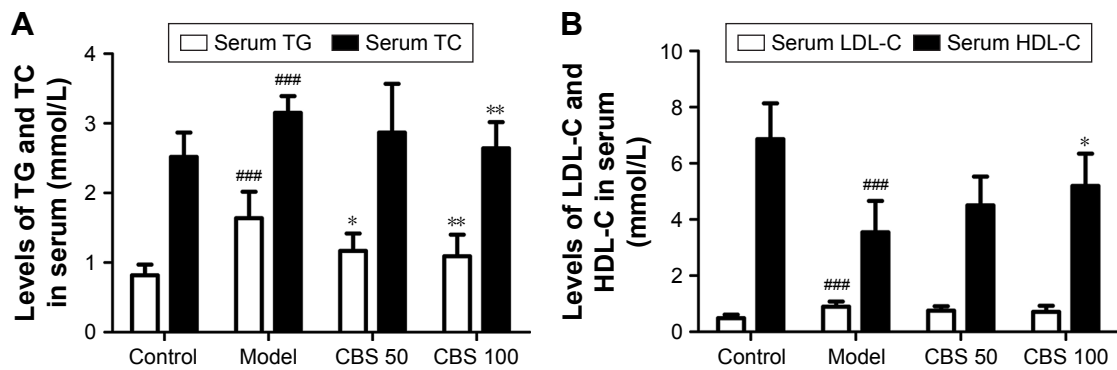 A
Serum TG
Serum TC
Levels of TG and TC
in serum (mmol/L)
4
3
2
1
0
###
###
*
**
**
Control
Model
CBS 50
CBS 100
B
Serum LDL-C
Serum HDL-C
Levels of LDL-C and
HDL-C in serum
(mmol/L)
10
8
6
4
2
0
###
###
*
Control
Model
CBS 50
CBS 100